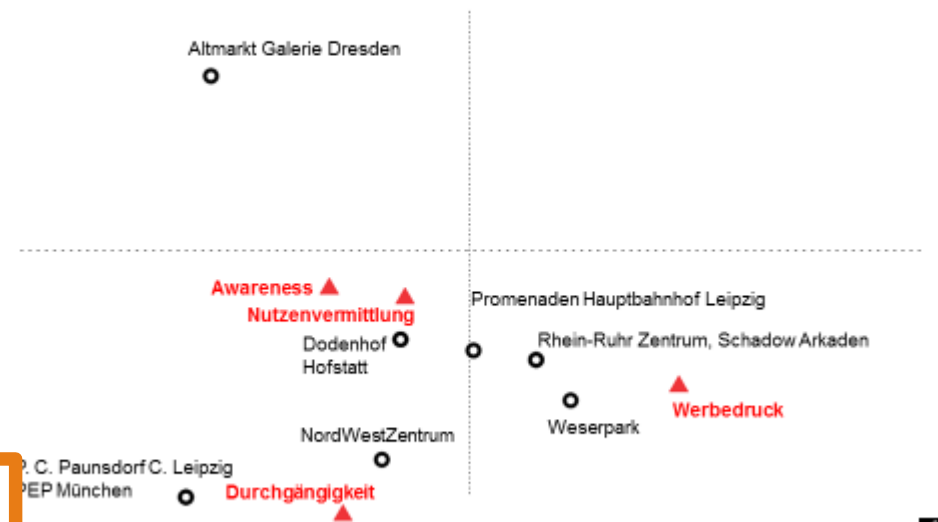 Altmarkt Galerie Dresden
Awareness
Nutzenvermittlung
Promenaden Hauptbahnhof Leipzig
Dodenhof
Hofstatt
Rhein-Ruhr Zentrum, Schadow Arkaden
Werbedruck
Weserpark
NordWestZentrum
C. Paunsdorf C. Leipzig
PEP München
Durchgängigkeit